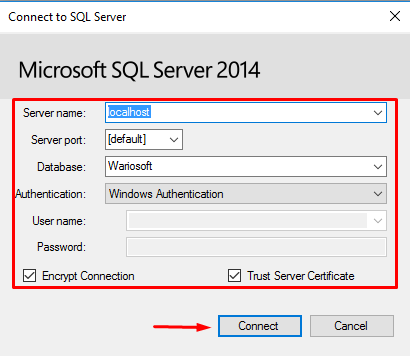 Connect to SQL Server
Microsoft SQL Server 2014
Server name: localhost
Server port: [default]
Database: Wariosoft
Authentication: Windows Authentication
User name:
Password:
Encrypt Connection Trust Server Certificate
Connect Cancel